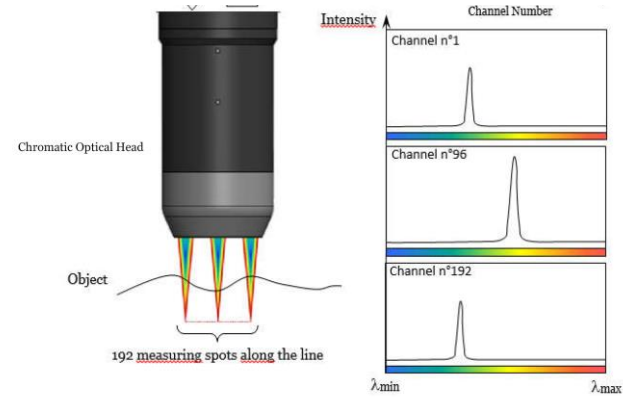 Channel Number
Intensity
Channel n°1
Chromatic Optical Head
Channel n°96
Object
Channel n°192
192 measuring spots along the line
λmin
λmax